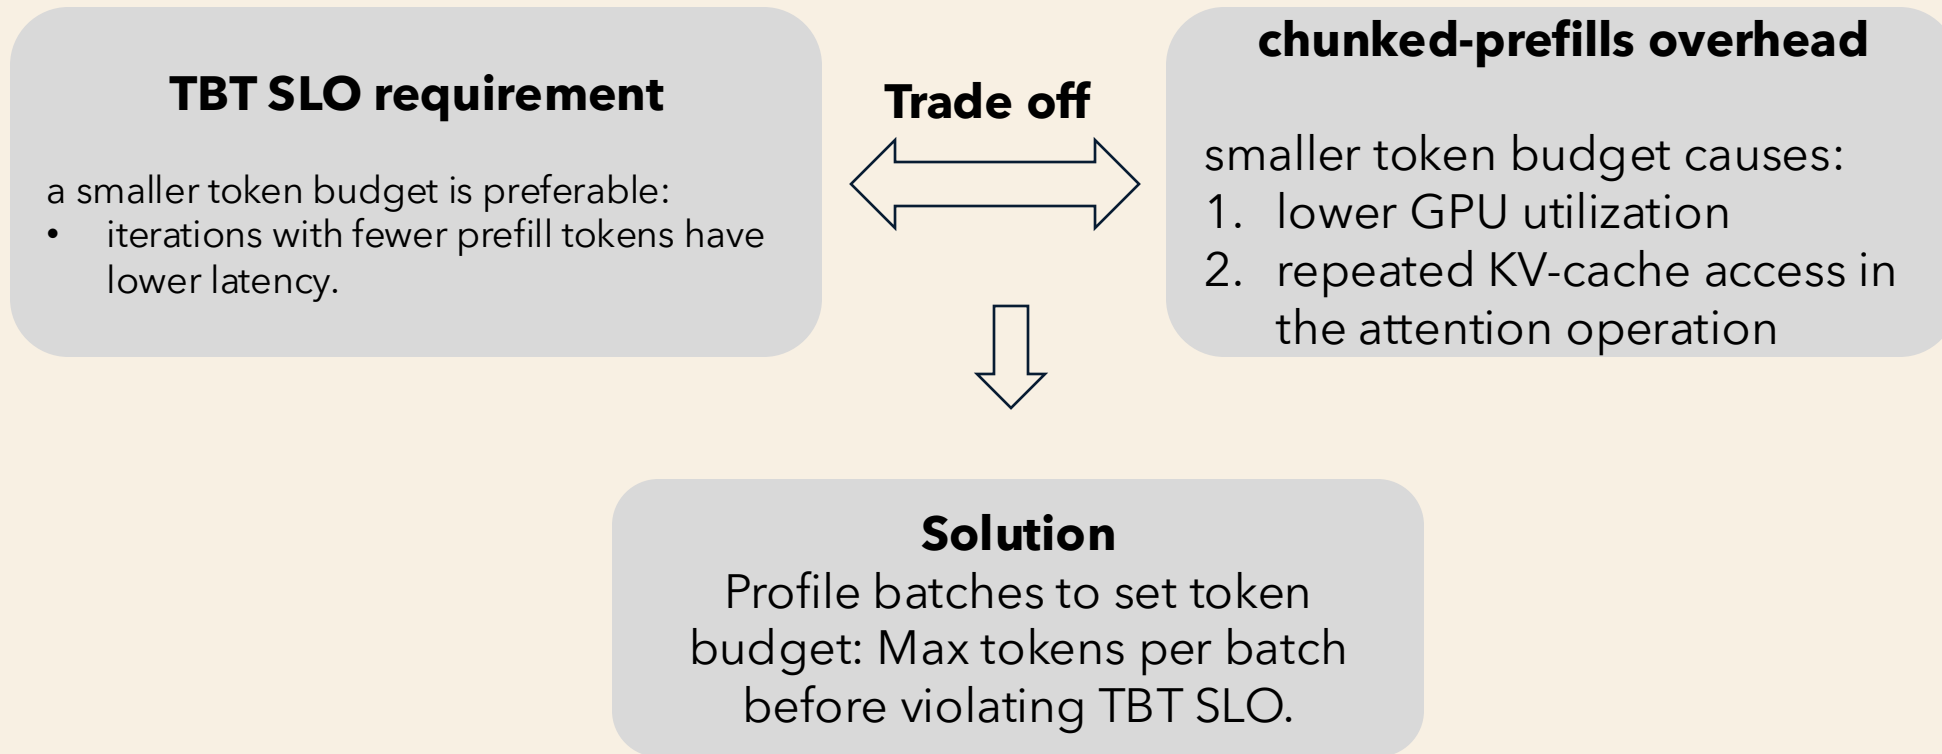 TBT SLO requirement
a smaller token budget is preferable:
• iterations with fewer prefill tokens have
lower latency.
Trade off
chunked-prefills overhead
smaller token budget causes:
1. lower GPU utilization
2. repeated KV-cache access in
the attention operation
Solution
Profile batches to set token
budget: Max tokens per batch
before violating TBT SLO.